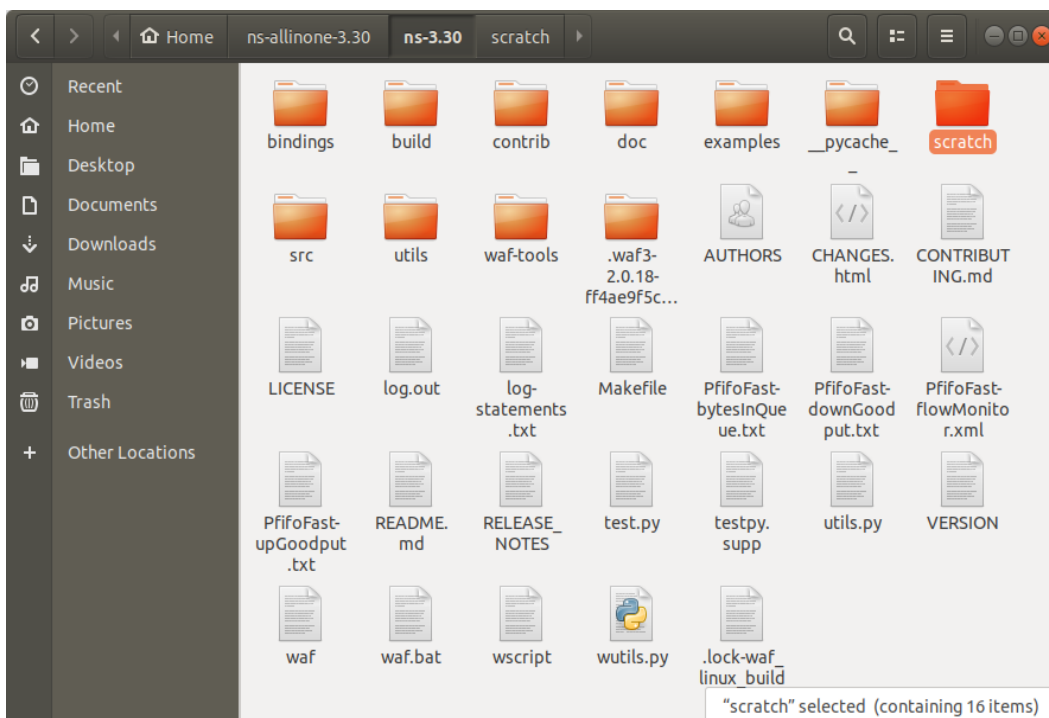 Home ns-allinone-3.30 ns-3.30 scratch
Recent
Home
Desktop
Documents
Downloads
Music
Pictures
Videos
Trash
Other Locations
bindings build contrib doc examples __pycache_ scratch
_
src utils waf-tools .waf3- AUTHORS CHANGES. CONTRIBUT
2.0.18- html ING.md
ff4ae9f5c...
LICENSE log.out log- Makefile PfifoFast- PfifoFast- PfifoFast-
statements bytesInQue downGood flowMonito
.txt ue.txt put.txt r.xml
PfifoFast- README. RELEASE_ test.py testpy. utils.py VERSION
upGoodput md NOTES supp
.txt
waf waf.bat wscript wutils.py .lock-waf_
linux_build
“scratch” selected (containing 16 items)